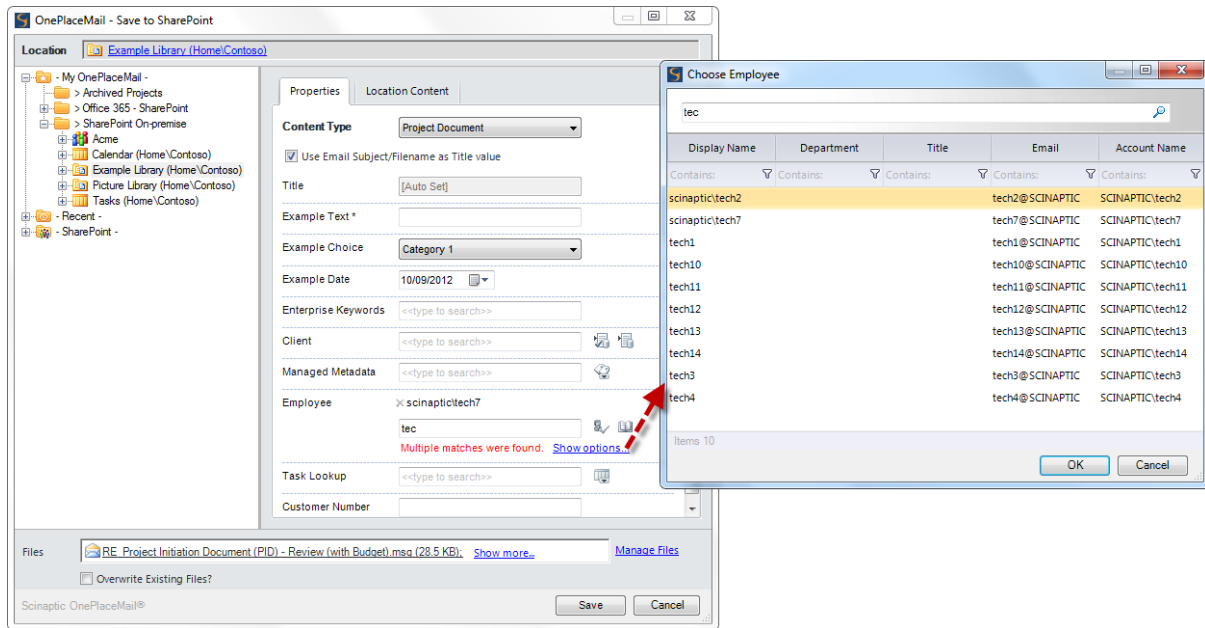 OnePlaceMail - Save to SharePoint
Location Example Library (Home\Contoso)
- My OnePlaceMail -
> Archived Projects
> Office 365 - SharePoint
> SharePoint On-premise
Acme
Calendar (Home\Contoso)
Example Library (Home\Contoso)
Picture Library (Home\Contoso)
Tasks (Home\Contoso)
- Recent -
- SharePoint -
Properties Location Content
Content Type Project Document
Use Email Subject/Filename as Title value
Title [Auto Set]
Example Text *
Example Choice Category 1
Example Date 10/09/2012
Enterprise Keywords <<type to search>>
Client <<type to search>>
Managed Metadata <<type to search>>
Employee scinaptic\tech7
tec
Multiple matches were found. Show options...
Task Lookup <<type to search>>
Customer Number
Files RE Project Initiation Document (PID) - Review (with Budget).msg (28.5 KB); Show more... Manage Files
Overwrite Existing Files?
Scinaptic OnePlaceMail® Save Cancel
Choose Employee
tec
Display Name Department Title Email Account Name
Contains: Contains: Contains: Contains: Contains:
scinaptic\tech2 tech2@SCINAPTIC SCINAPTIC\tech2
scinaptic\tech7 tech7@SCINAPTIC SCINAPTIC\tech7
tech1 tech1@SCINAPTIC SCINAPTIC\tech1
tech10 tech10@SCINAPTIC SCINAPTIC\tech10
tech11 tech11@SCINAPTIC SCINAPTIC\tech11
tech12 tech12@SCINAPTIC SCINAPTIC\tech12
tech13 tech13@SCINAPTIC SCINAPTIC\tech13
tech14 tech14@SCINAPTIC SCINAPTIC\tech14
tech3 tech3@SCINAPTIC SCINAPTIC\tech3
tech4 tech4@SCINAPTIC SCINAPTIC\tech4
Items 10
OK Cancel